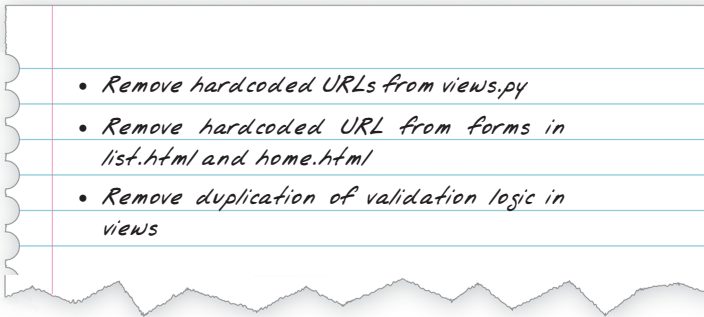 • Remove hardcoded URLs from views.py
• Remove hardcoded URL from forms in
list.html and home.html
• Remove duplication of validation logic in
views